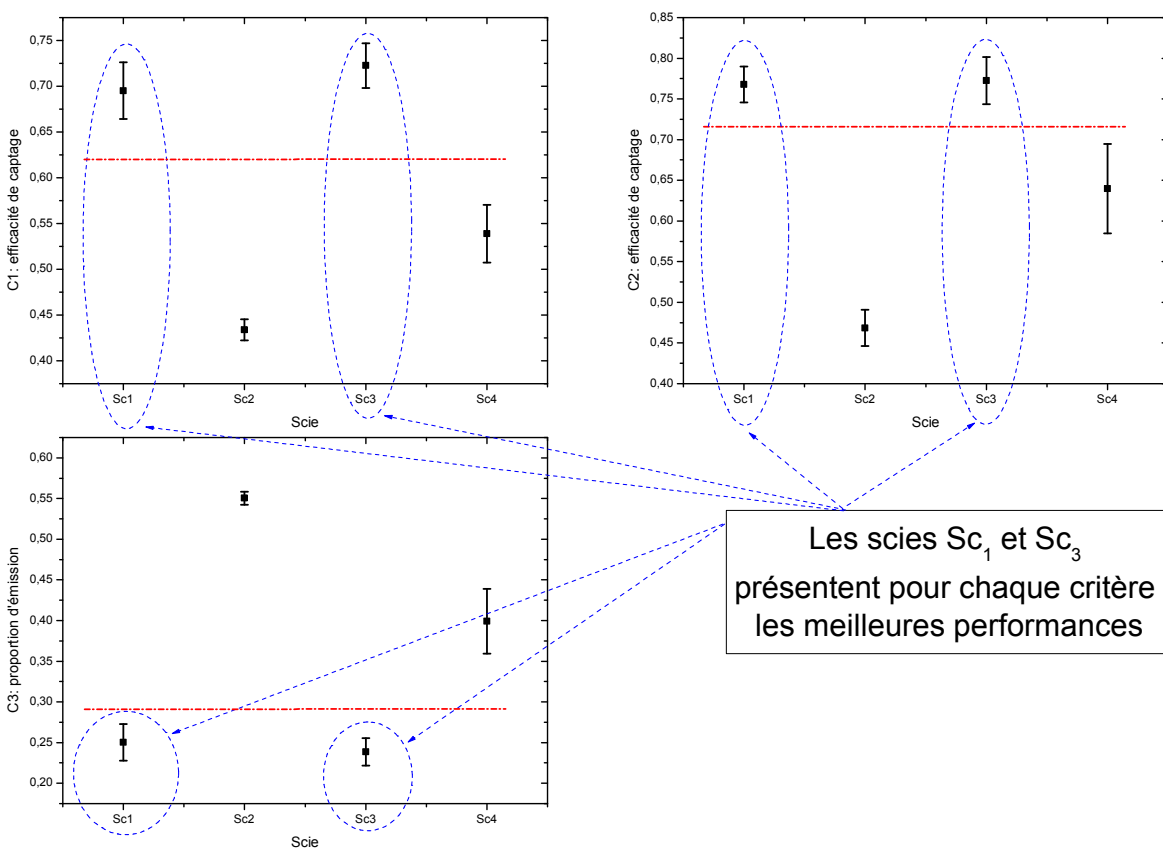 0,75
0,70
0,65
0,60
0,55
0,50
0,45
0,40
C1: efficacité de captage
Sc1 Sc2 Sc3 Sc4
Scie
0,85
0,80
0,75
0,70
0,65
0,60
0,55
0,50
0,45
0,40
C2: efficacité de captage
Sc1 Sc2 Sc3 Sc4
Scie
0,60
0,55
0,50
0,45
0,40
0,35
0,30
0,25
0,20
C3: proportion d'émission
Sc1 Sc2 Sc3 Sc4
Scie
Les scies Sc1 et Sc3
présentent pour chaque critère
les meilleures performances